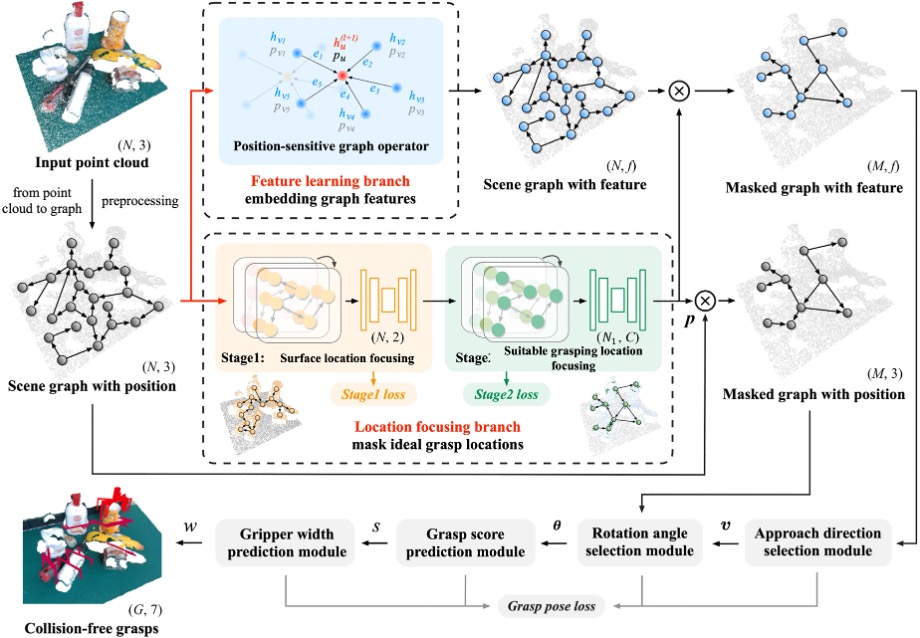 (N, 3)
Input point cloud
from point
cloud to graph
preprocessing
(N, 3)
Scene graph with position
h_{v1}
p_{v1}
e_1
h_u^{(l+1)}
p_u
h_{v2}
p_{v2}
e_2
e_3
h_{v3}
p_{v3}
e_4
h_{v4}
p_{v4}
e_5
h_{v5}
p_{v5}
Position-sensitive graph operator
Feature learning branch
embedding graph features
(N, f)
Scene graph with feature
(M, f)
Masked graph with feature
(N, 2)
Stage1: Surface location focusing
Stage1 loss
(N_1, C)
Stage: Suitable grasping location
focusing
Stage2 loss
Location focusing branch
mask ideal grasp locations
p
(M, 3)
Masked graph with position
Approach direction
selection module
v
Rotation angle
selection module
θ
Grasp score
prediction module
S
Gripper width
prediction module
w
Grasp pose loss
(G, 7)
Collision-free grasps